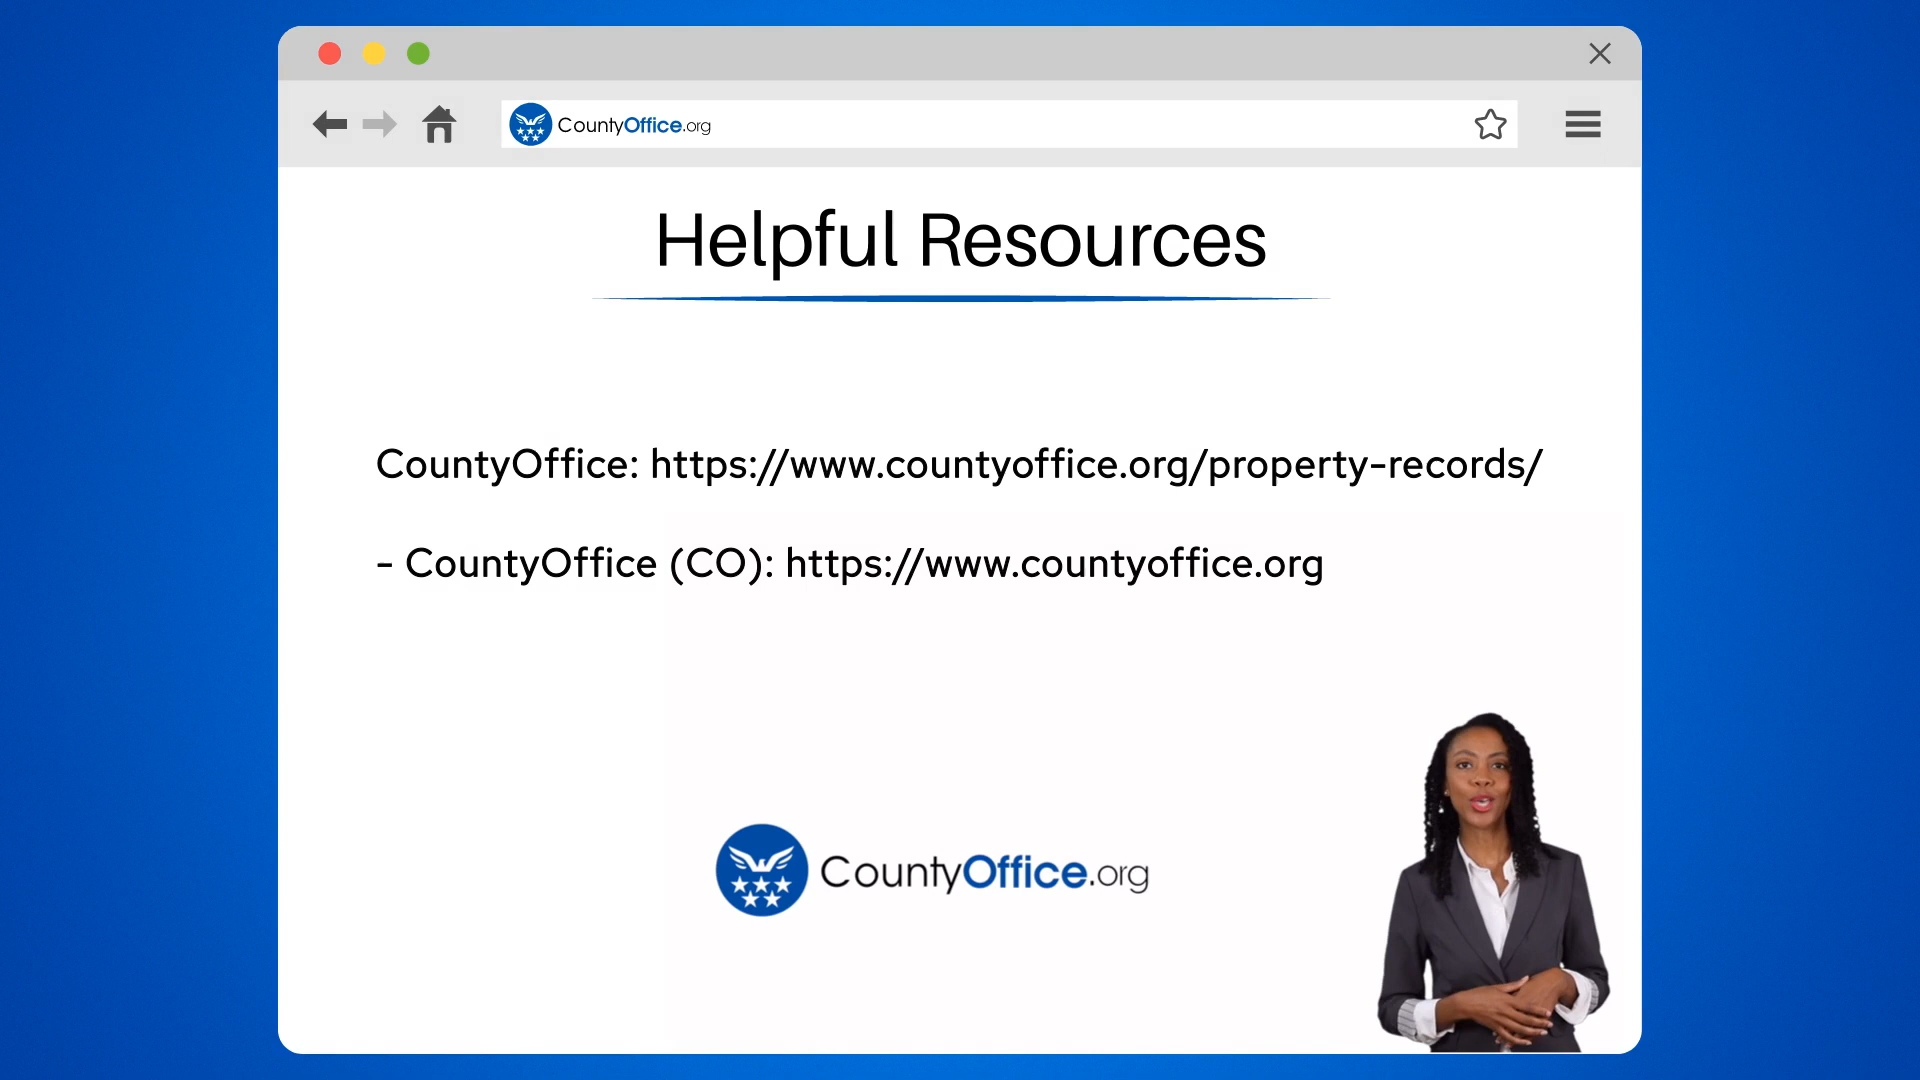 CountyOffice.org
Helpful Resources
CountyOffice: https://www.countyoffice.org/property-records/
- CountyOffice (CO): https://www.countyoffice.org
CountyOffice.org